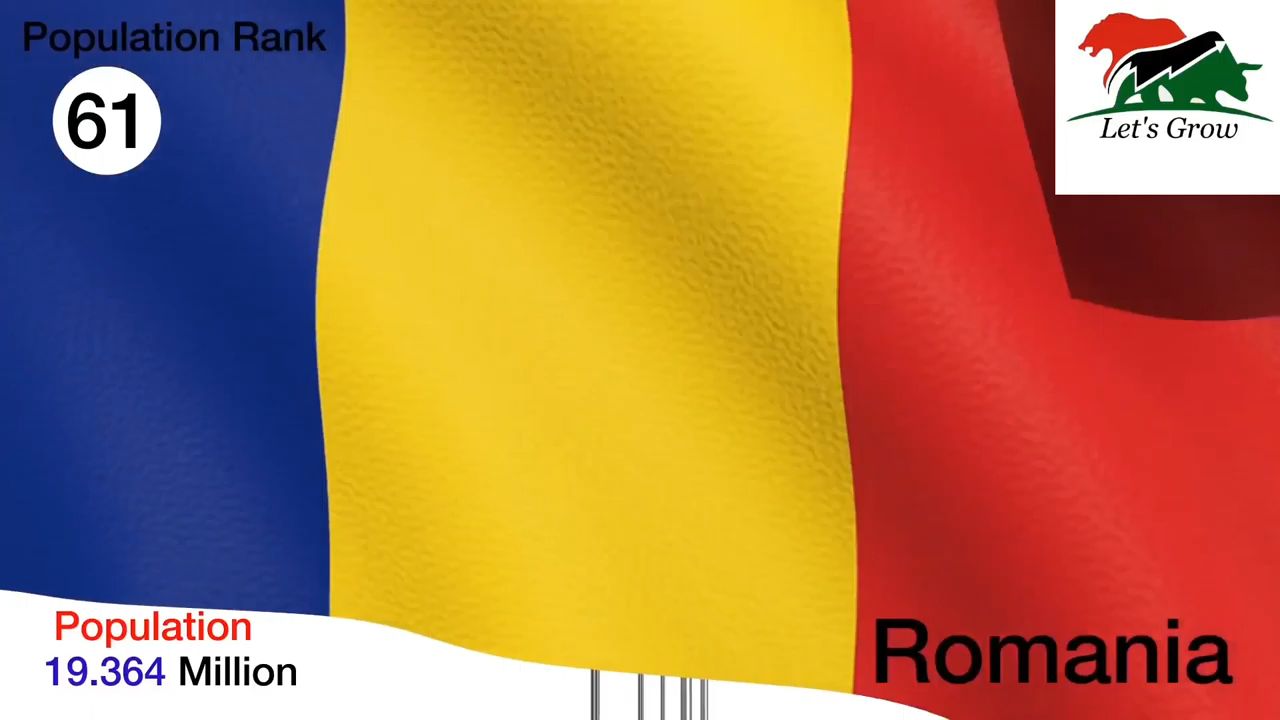 Population Rank
61
Let's Grow
Population
19.364 Million
Romania